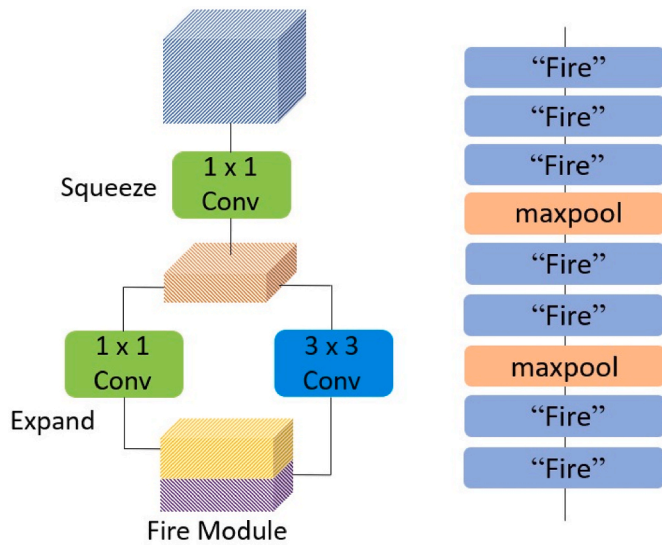 Squeeze
1 x 1
Conv
1 x 1
Conv
3 x 3
Conv
Expand
Fire Module
“Fire”
“Fire”
“Fire”
maxpool
“Fire”
“Fire”
maxpool
“Fire”
“Fire”